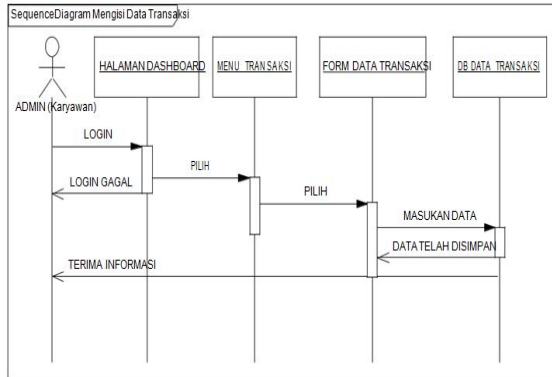 SequenceDiagram Mengisi Data Transaksi
HALAMAN DASHBOARD
MENU TRANSAKSI
FORM DATA TRANSAKSI
DB DATA TRANSAKSI
ADMIN (Karyawan)
LOGIN
PILIH
LOGIN GAGAL
PILIH
MASUKAN DATA
DATA TELAH DISIMPAN
TERIMA INFORMASI